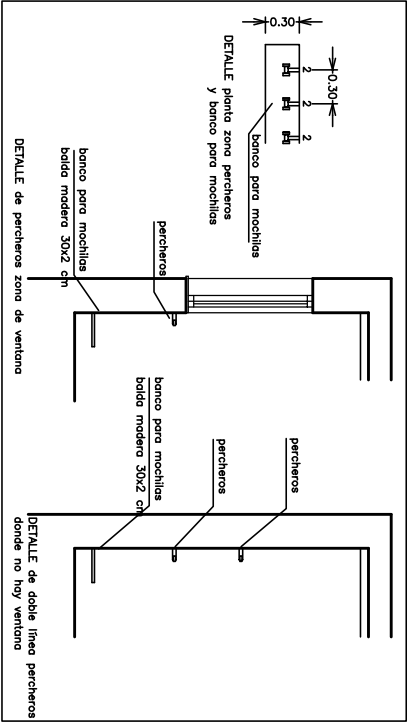 0.30
0.30
2
2
2
banco para mochilas
DETALLE planta zona percheros
y banco para mochilas
percheros
banco para mochilas
balda madera 30x2 cm
DETALLE de percheros zona de ventana
percheros
percheros
banco para mochilas
balda madera 30x2 cm
DETALLE de doble línea percheros
donde no hay ventana